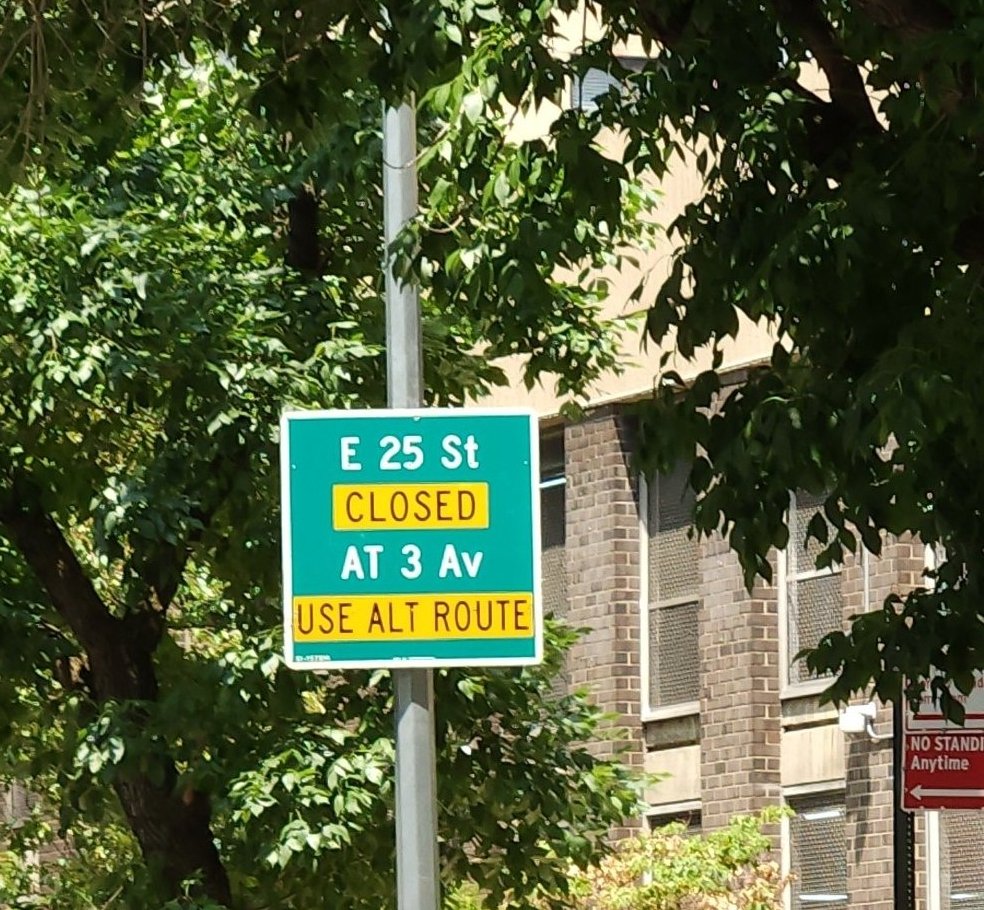 E 25 St
CLOSED
AT 3 Av
USE ALT ROUTE
NO STANDI
Anytime